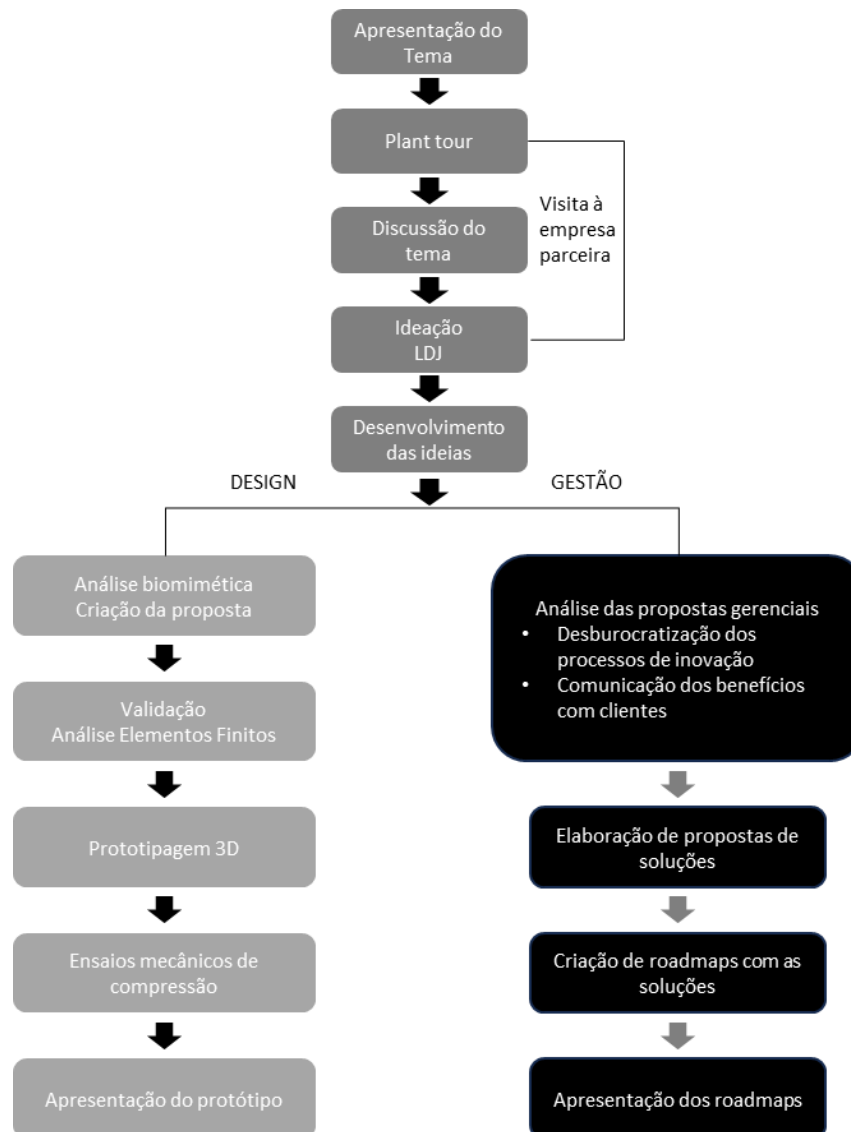 Apresentação do
Tema
Plant tour
Discussão do
tema
Visita à
empresa
parceira
Ideação
LDJ
Desenvolvimento
das ideias
DESIGN
GESTÃO
Análise biomimética
Criação da proposta
Validação
Análise Elementos Finitos
Prototipagem 3D
Ensaios mecânicos de
compressão
Apresentação do protótipo
Análise das propostas gerenciais
• Desburocratização dos
processos de inovação
• Comunicação dos benefícios
com clientes
Elaboração de propostas de
soluções
Criação de roadmaps com as
soluções
Apresentação dos roadmaps